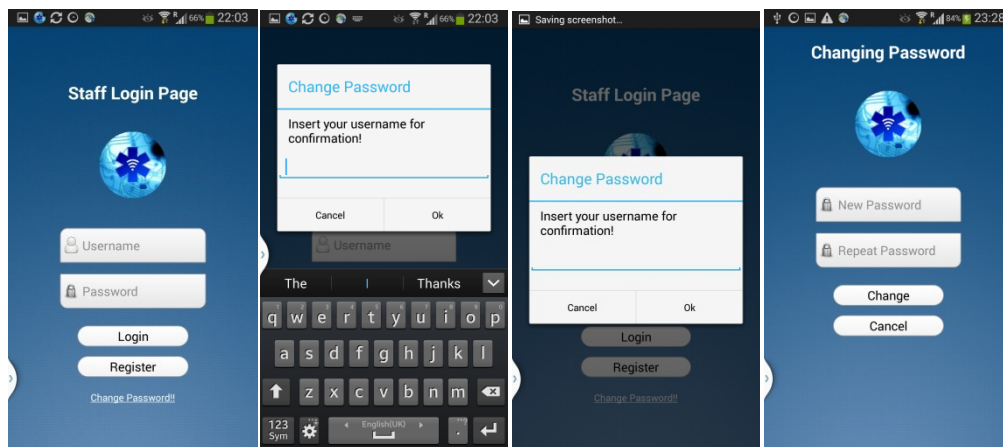 66% 22:03
Staff Login Page
Username
Password
Login
Register
Change Password!!
66% 22:03
Change Password
Insert your username for
confirmation!
Cancel Ok
Username
The I Thanks
q w e r t y u i o p
a s d f g h j k l
z x c v b n m
123 English(UK)
Sym
Saving screenshot...
Staff Login Page
Change Password
Insert your username for
confirmation!
Cancel Ok
Login
Register
Change Password!!
R 84% 23:28
Changing Password
New Password
Repeat Password
Change
Cancel